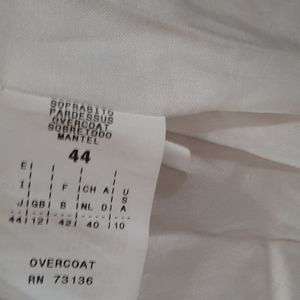 SOPRABITO
PARDESSUS
OVERCOAT
SOBRETODO
MANTEL
44
E| | | | U
I| F |CH A| S
J|GB| B |NL D| A
44|12| 42| 40 |10
OVERCOAT
RN 73136